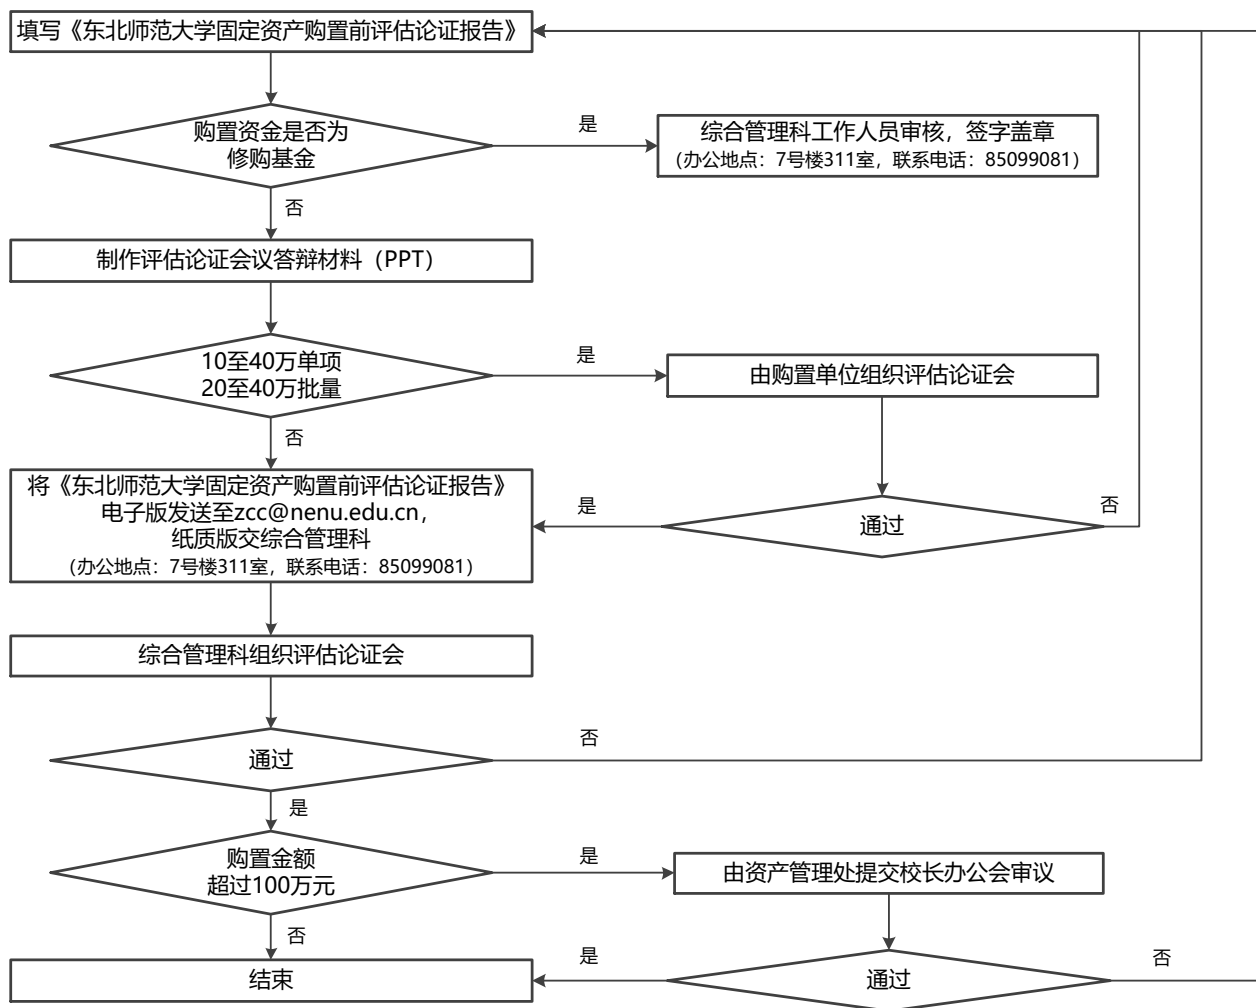 填写《东北师范大学固定资产购置前评估论证报告》
购置资金是否为
修购基金
是
综合管理科工作人员审核，签字盖章
（办公地点：7号楼311室，联系电话：85099081）
否
制作评估论证会议答辩材料（PPT）
10至40万单项
20至40万批量
是
由购置单位组织评估论证会
否
将《东北师范大学固定资产购置前评估论证报告》
电子版发送至zcc@nenu.edu.cn，
纸质版交综合管理科
（办公地点：7号楼311室，联系电话：85099081）
是
通过
否
综合管理科组织评估论证会
通过
否
是
购置金额
超过100万元
是
由资产管理处提交校长办公会审议
否
结束
是
通过
否